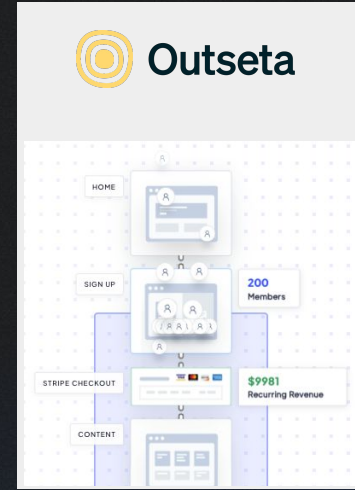 Outseta
HOME
SIGN UP
200
Members
STRIPE CHECKOUT
$9981
Recurring Revenue
CONTENT